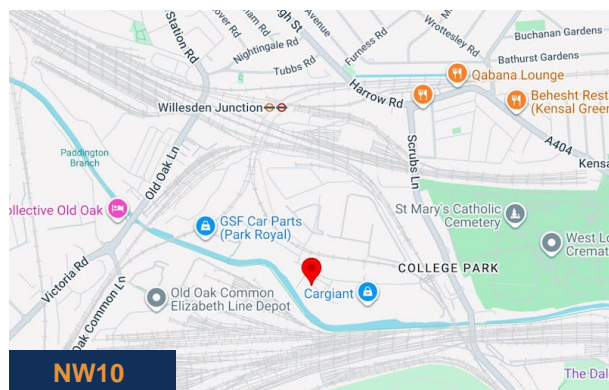 Station Rd
Nightingale Rd
Tubbs Rd
Furness Rd
Avenue
Wrottesley Rd
Buchanan Gardens
Bathurst Gardens
Qabana Lounge
Harrow Rd
Behesht Rest
(Kensal Green
Willesden Junction
A404
Kensa
Scrubs Ln
Paddington
Branch
Old Oak Ln
ollective Old Oak
GSF Car Parts
(Park Royal)
St Mary's Catholic
Cemetery
West Lo
Cremat
COLLEGE PARK
Victoria Rd
Oak Common Ln
Old Oak Common
Elizabeth Line Depot
Cargiant
The Dal
NW10